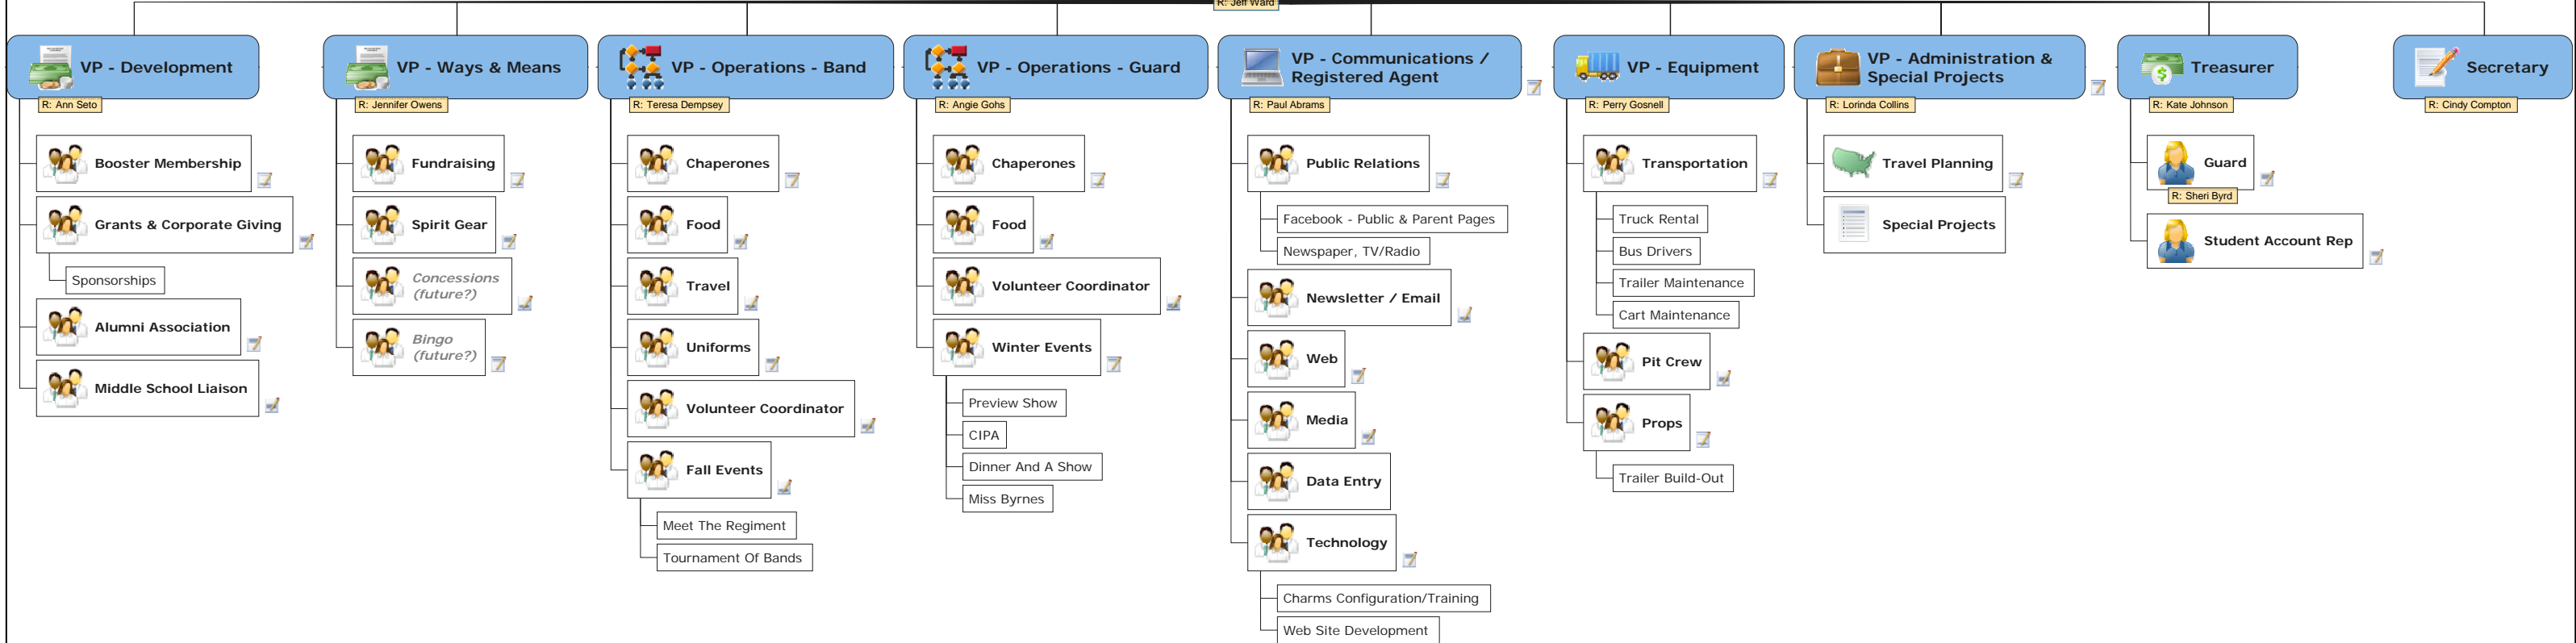 R: Jeff Ward
VP - Development
R: Ann Seto
Booster Membership
Grants & Corporate Giving
Sponsorships
Alumni Association
Middle School Liaison
VP - Ways & Means
R: Jennifer Owens
Fundraising
Spirit Gear
Concessions
(future?)
Bingo
(future?)
VP - Operations - Band
R: Teresa Dempsey
Chaperones
Food
Travel
Uniforms
Volunteer Coordinator
Fall Events
Meet The Regiment
Tournament Of Bands
VP - Operations - Guard
R: Angie Gohs
Chaperones
Food
Volunteer Coordinator
Winter Events
Preview Show
CIPA
Dinner And A Show
Miss Byrnes
VP - Communications /
Registered Agent
R: Paul Abrams
Public Relations
Facebook - Public & Parent Pages
Newspaper, TV/Radio
Newsletter / Email
Web
Media
Data Entry
Technology
Charms Configuration/Training
Web Site Development
VP - Equipment
R: Perry Gosnell
Transportation
Truck Rental
Bus Drivers
Trailer Maintenance
Cart Maintenance
Pit Crew
Props
Trailer Build-Out
VP - Administration &
Special Projects
R: Lorinda Collins
Travel Planning
Special Projects
Treasurer
R: Kate Johnson
Guard
R: Sheri Byrd
Student Account Rep
Secretary
R: Cindy Compton